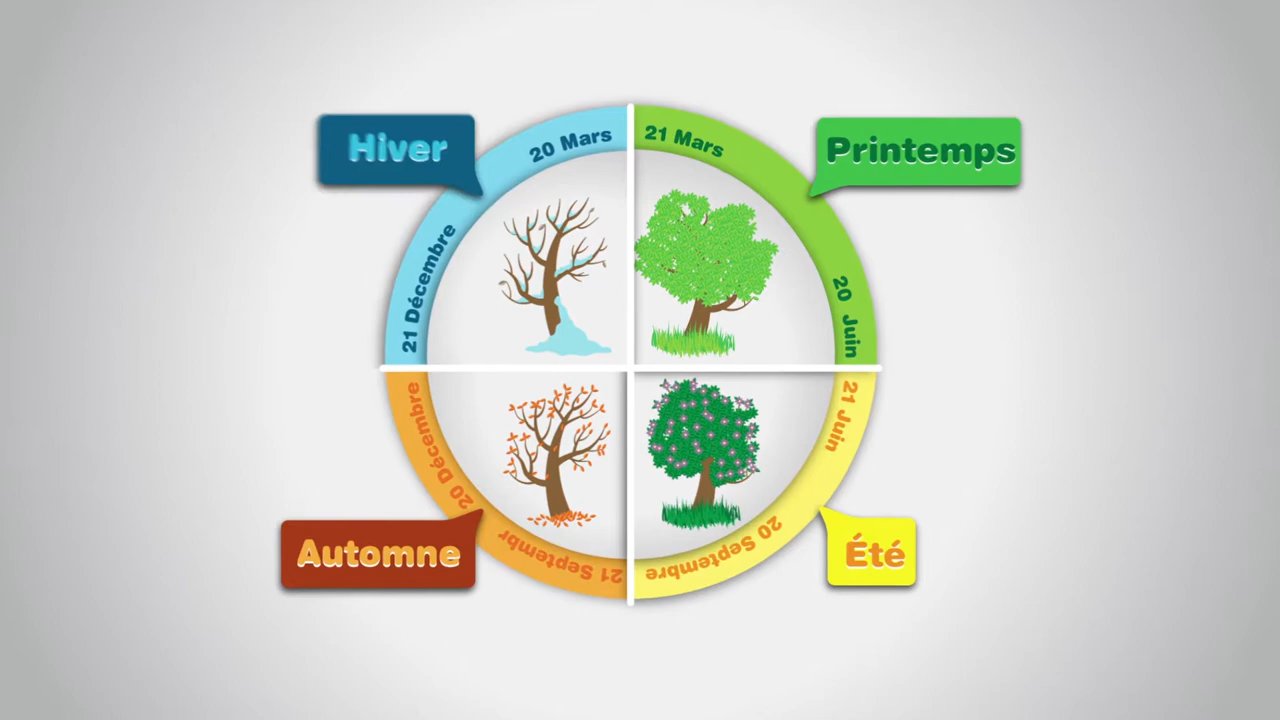 Hiver
20 Mars
21 Mars
Printemps
21 Décembre
20 Juin
20 Décembre
21 Juin
Automne
21 Septembr
20 Septembre
Été